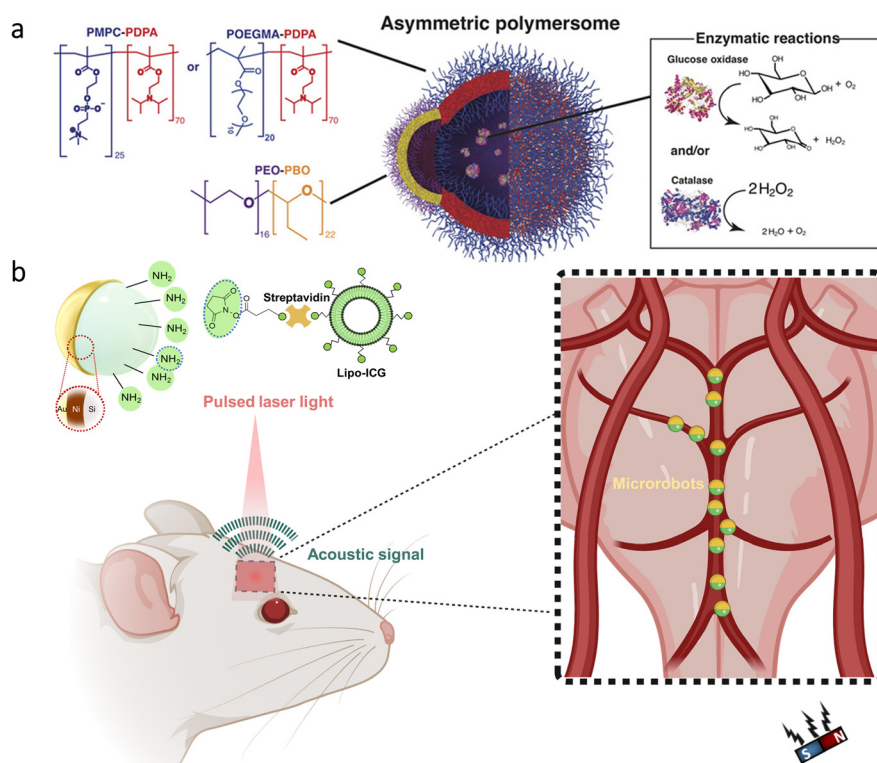 a
PMPC-PDPA
or
POEGMA-PDPA
Asymmetric polymersome
25
70
10
20
70
PEO-PBO
16
22
Enzymatic reactions
Glucose oxidase
+ O₂
+ H₂O₂
and/or
Catalase
2H₂O₂
2H₂O + O₂
b
NH₂
NH₂
NH₂
NH₂
NH₂
NH₂
Au Ni Si
Streptavidin
Lipo-ICG
Pulsed laser light
Acoustic signal
Microrobots
S N